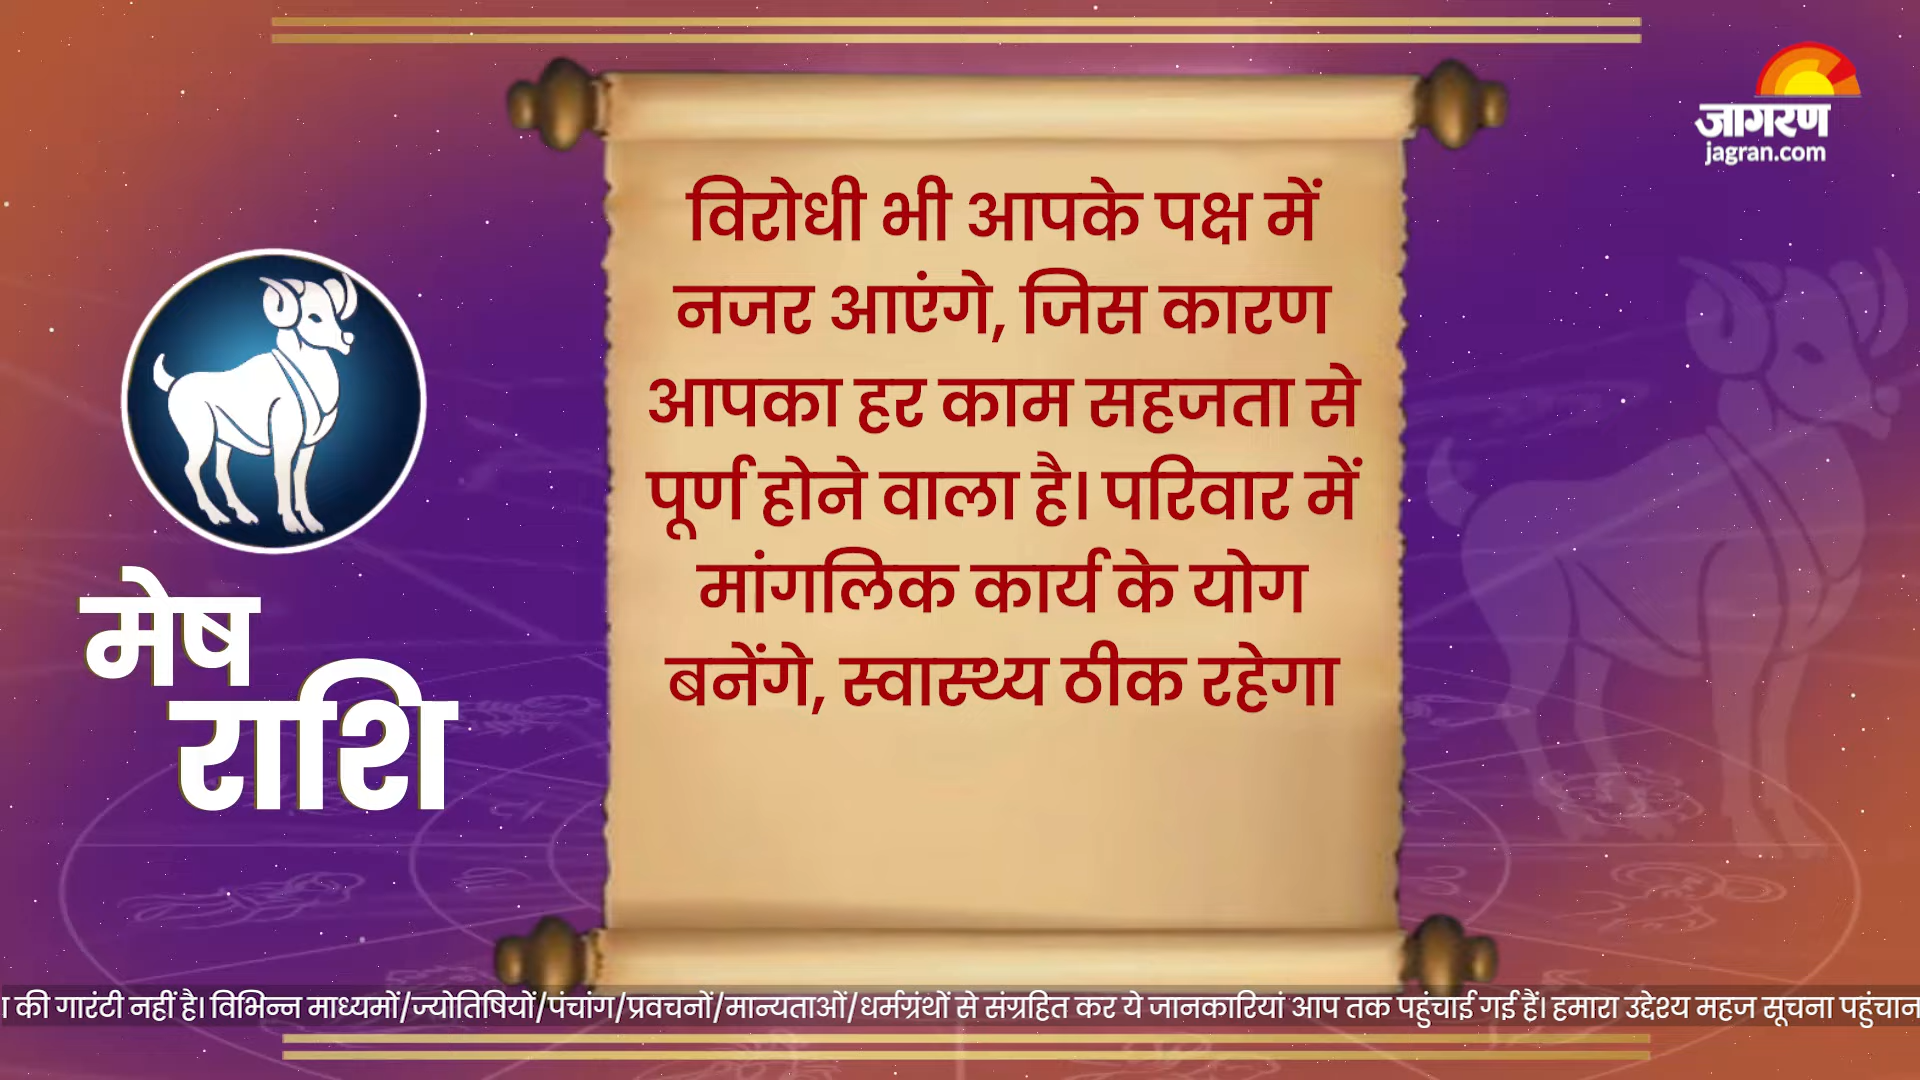 जागरण
jagran.com
विरोधी भी आपके पक्ष में
नजर आएंगे, जिस कारण
आपका हर काम सहजता से
पूर्ण होने वाला है। परिवार में
मांगलिक कार्य के योग
बनेंगे, स्वास्थ्य ठीक रहेगा
मेष
राशि
की गारंटी नहीं है। विभिन्न माध्यमों/ज्योतिषियों/पंचांग/प्रवचनों/मान्यताओं/धर्मग्रंथों से संग्रहित कर ये जानकारियां आप तक पहुंचाई गई हैं। हमारा उद्देश्य महज सूचना